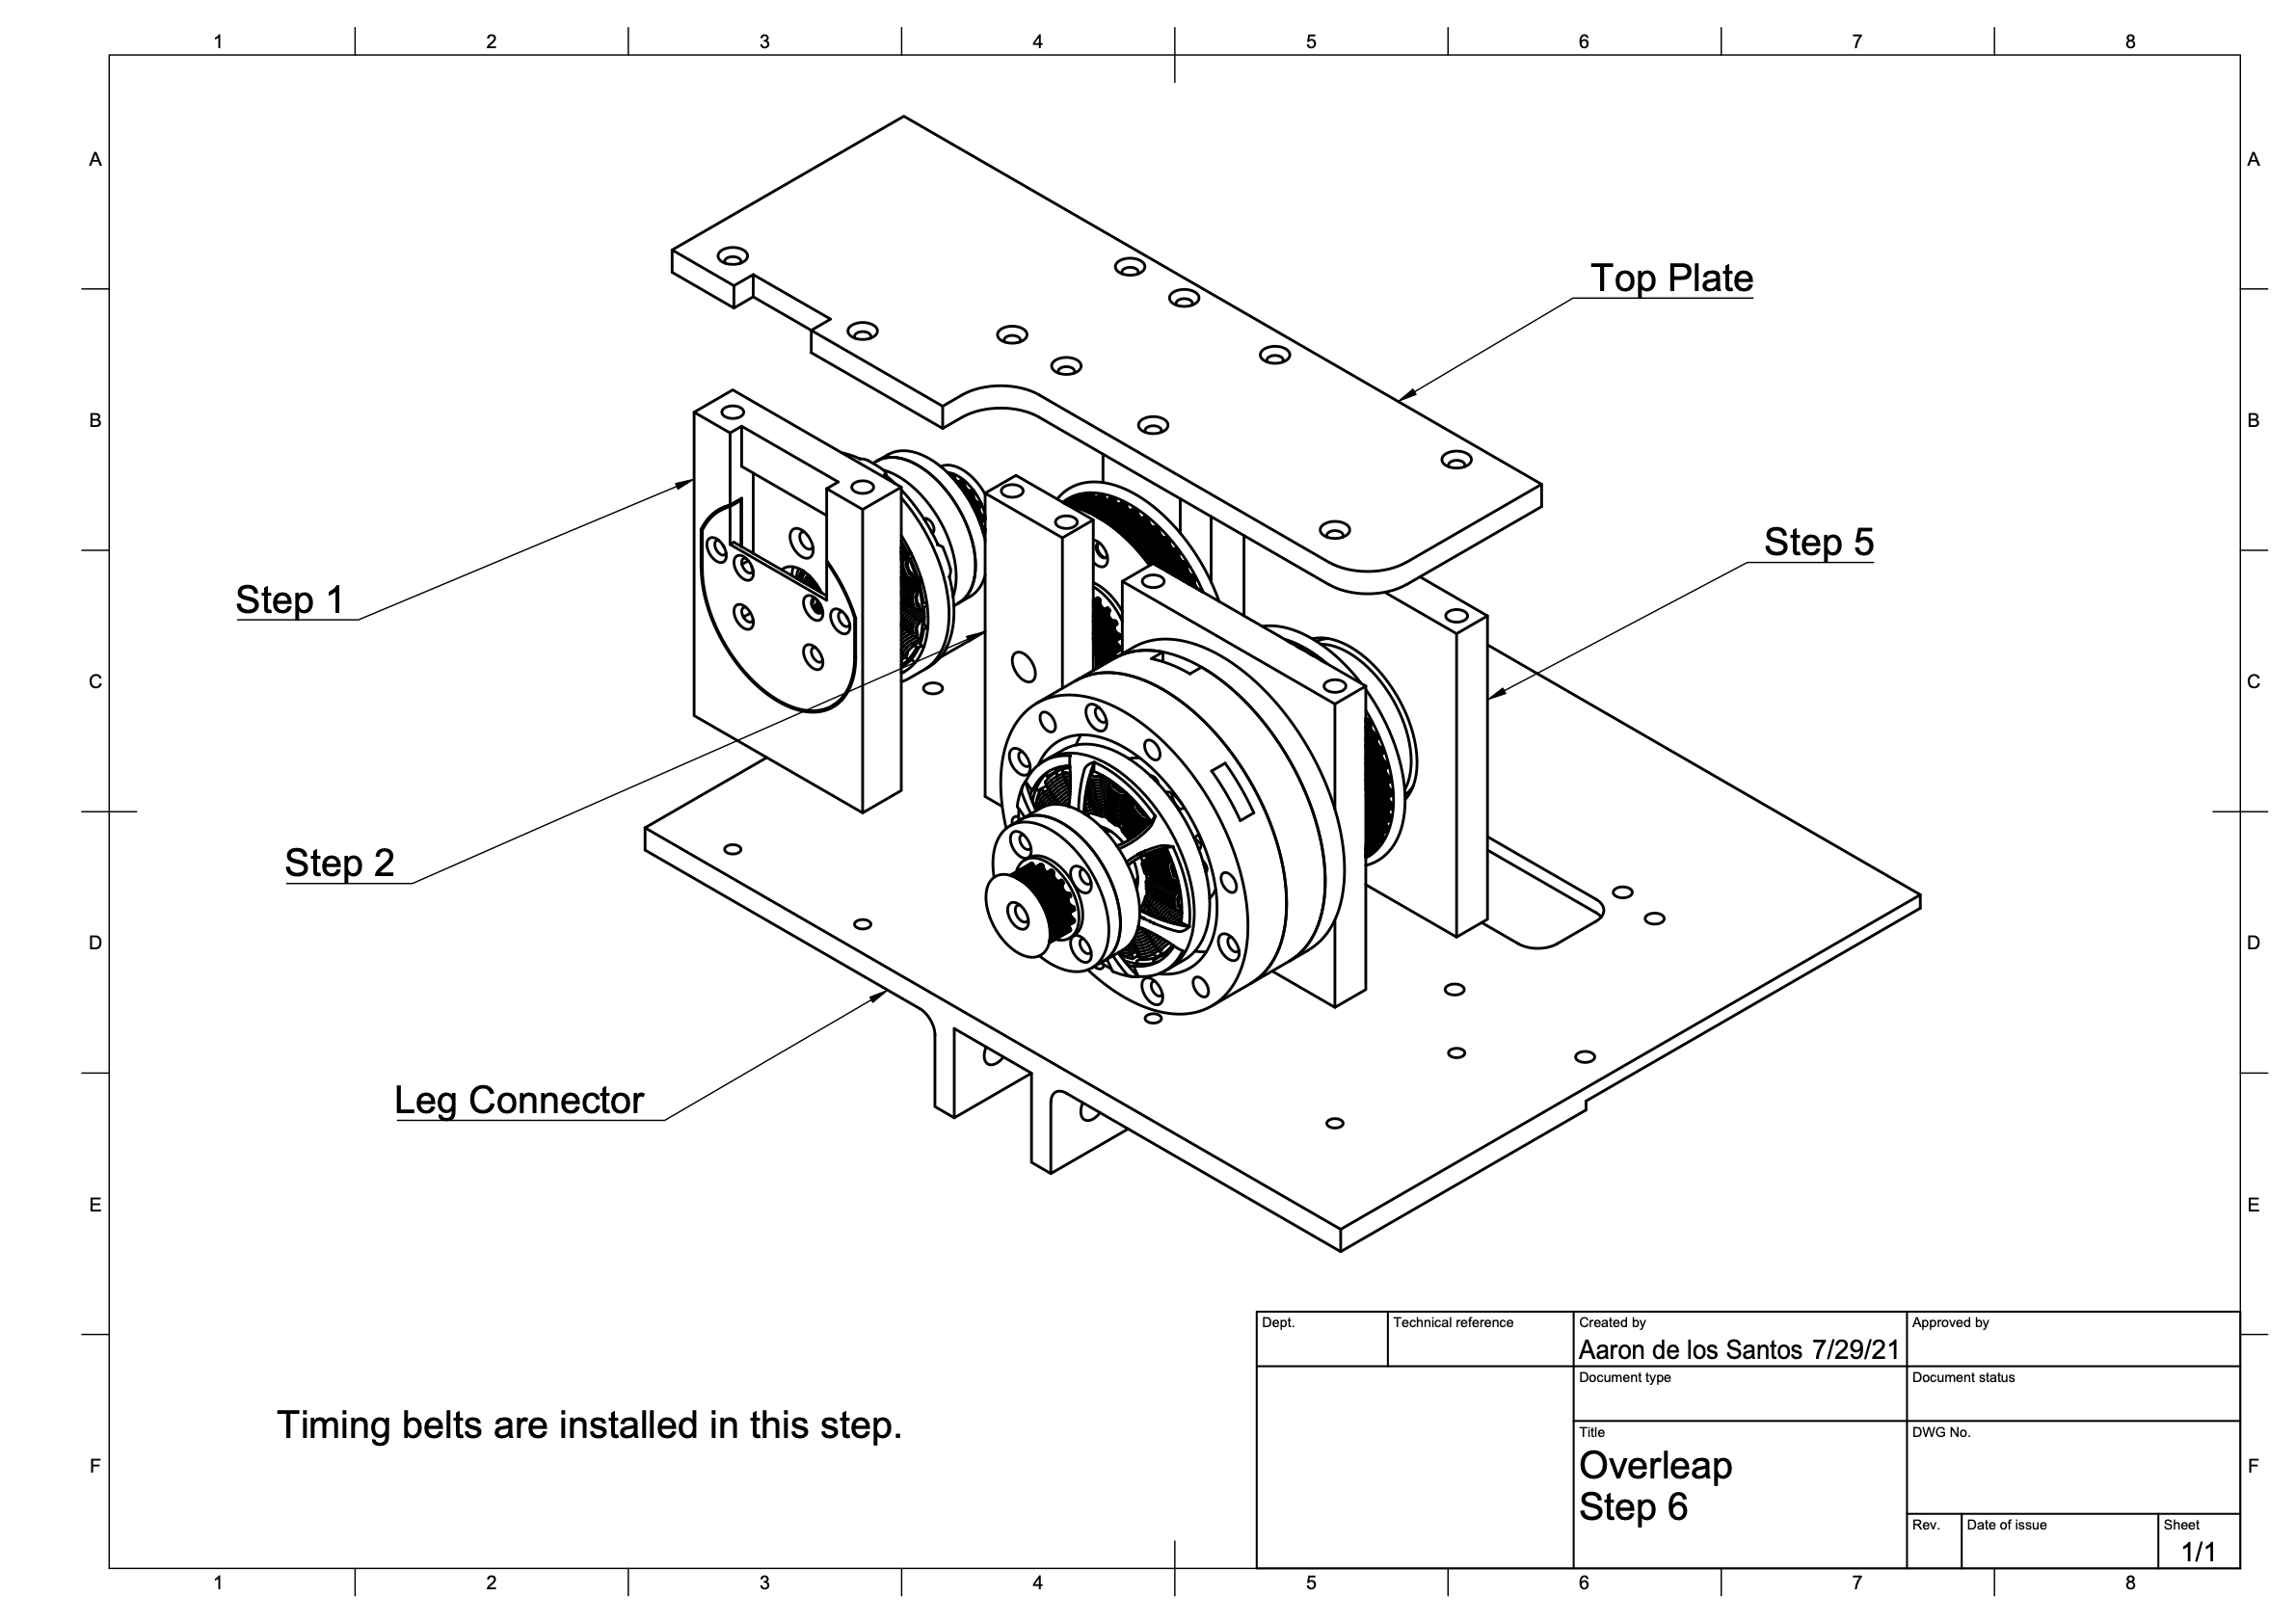 1 2 3 4 5 6 7 8
A A
Top Plate
B B
Step 5
Step 1
C C
Step 2
D D
Leg Connector
E E
Dept. Technical reference Created by Approved by
Aaron de los Santos 7/29/21
Document type Document status
Timing belts are installed in this step.
Title DWG No.
Overleap
F F
Step 6
Rev. Date of issue Sheet
1/1
1 2 3 4 5 6 7 8